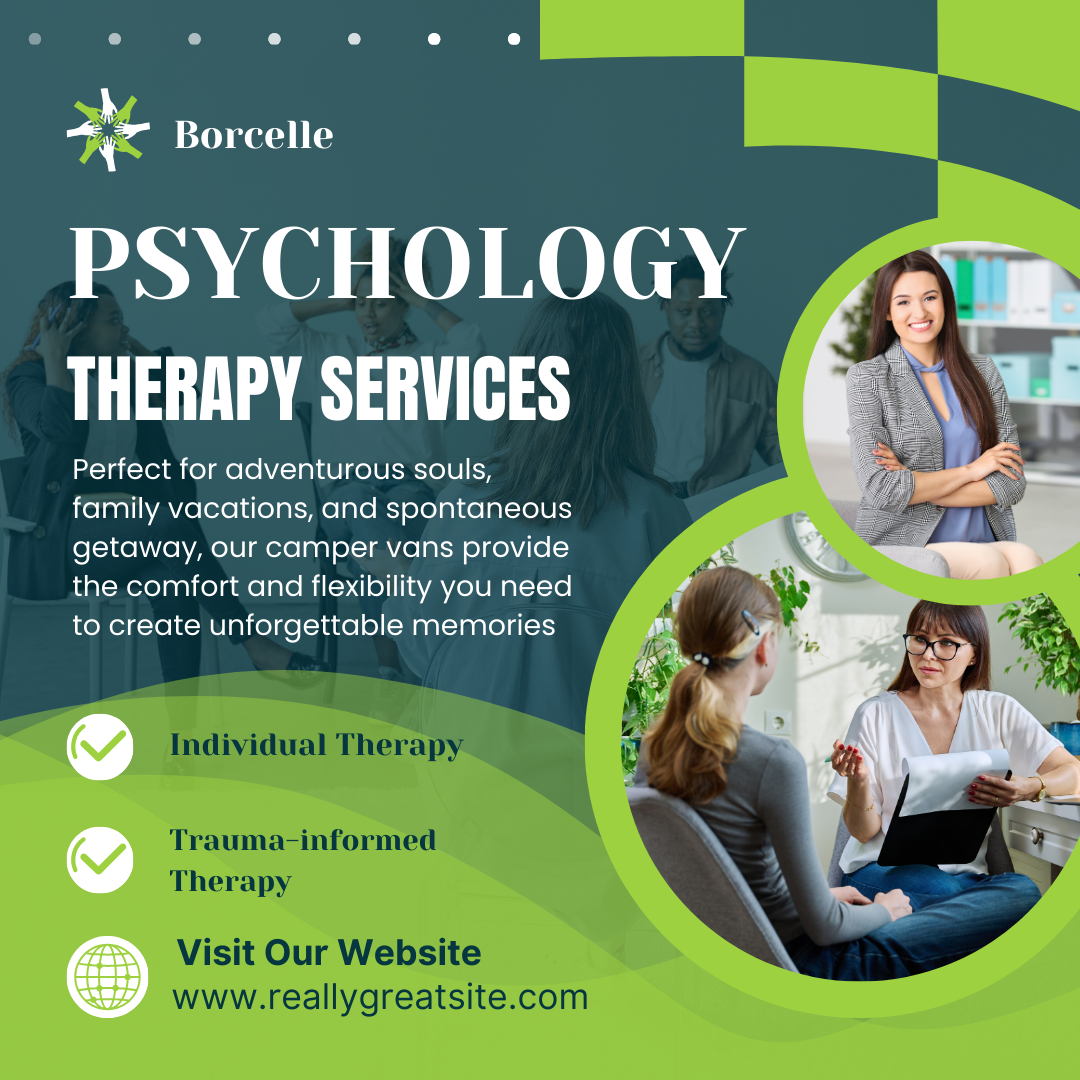 Borcelle
PSYCHOLOGY
THERAPY SERVICES
Perfect for adventurous souls,
family vacations, and spontaneous
getaway, our camper vans provide
the comfort and flexibility you need
to create unforgettable memories
Individual Therapy
Trauma-informed
Therapy
Visit Our Website
www.reallygreatsite.com